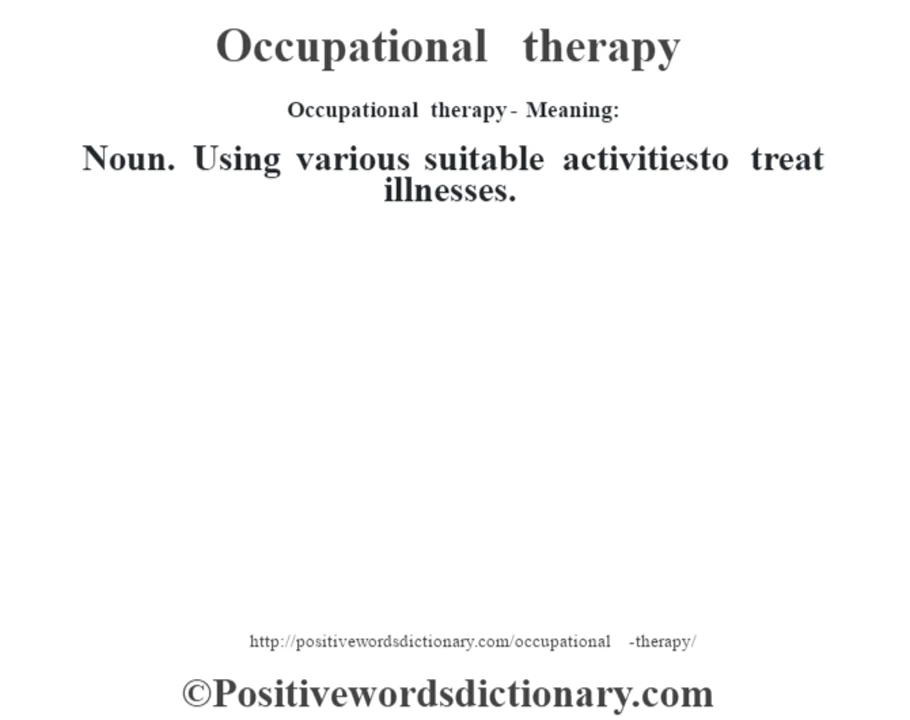 Occupational therapy
Occupational therapy - Meaning:
Noun. Using various suitable activitiesto treat
illnesses.
http://positivewordsdictionary.com/occupational -therapy/
©Positivewordsdictionary.com